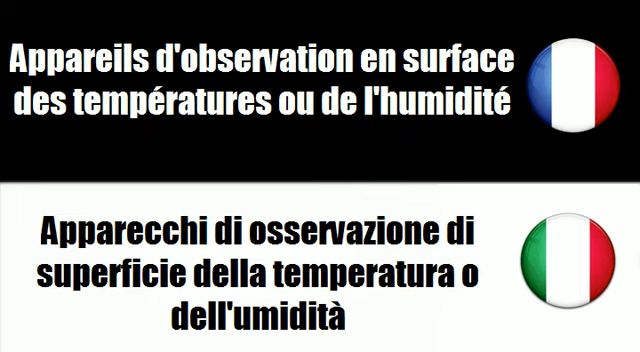 Appareils d'observation en surface
des températures ou de l'humidité
Apparecchi di osservazione di
superficie della temperatura o
dell'umidità